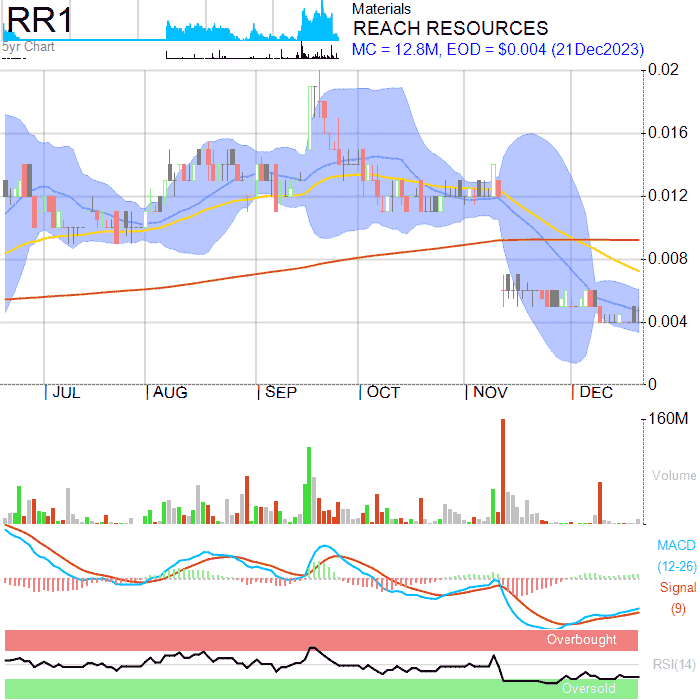 RR1
5yr Chart
Materials
REACH RESOURCES
MC = 12.8M, EOD = $0.004 (21Dec2023)
0.02
0.016
0.012
0.008
0.004
0
JUL AUG SEP OCT NOV DEC
160M
Volume
MACD
(12-26)
Signal
(9)
Overbought
RSI(14)
Oversold